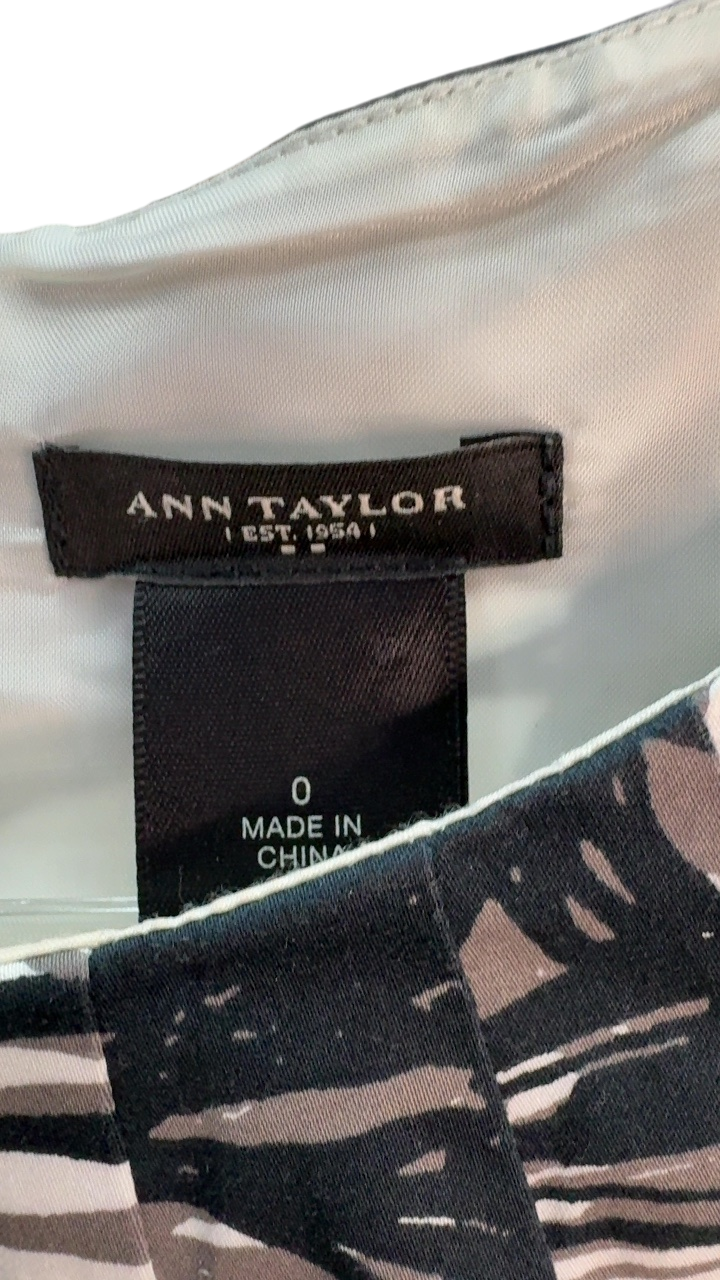 ANN TAYLOR
EST. 1954
0
MADE IN
CHINA